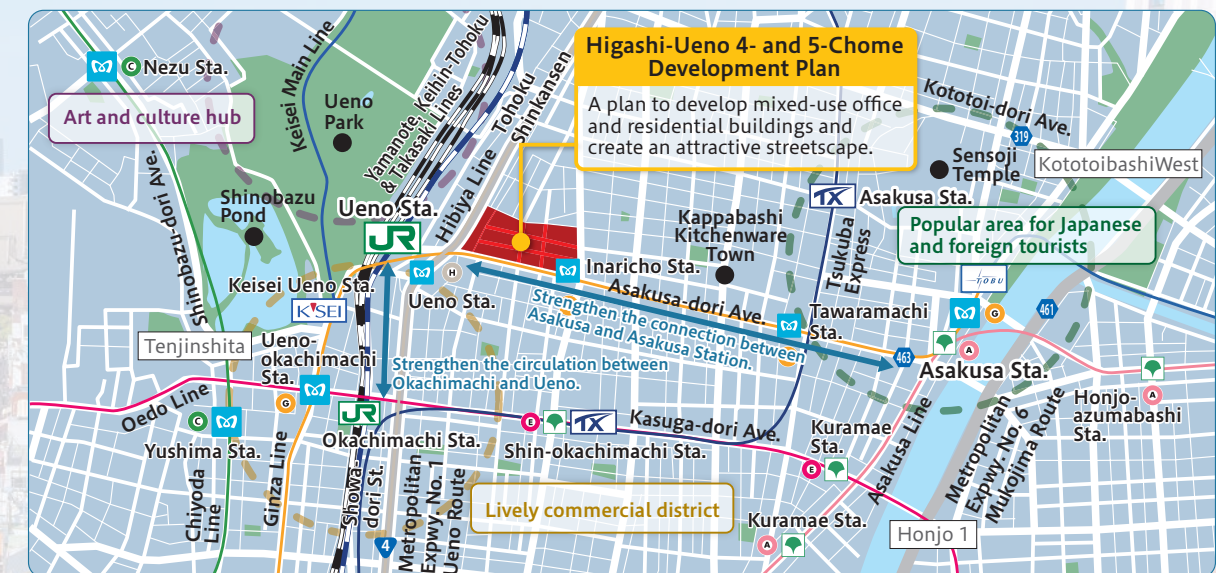 Higashi-Ueno 4- and 5-Chome
Development Plan
A plan to develop mixed-use office
and residential buildings and
create an attractive streetscape.
C
Nezu Sta.
Art and culture hub
Keisei Main Line
Ueno
Park
Yamanote, Keihin-Tohoku
& Takasaki Lines
Tohoku
Shinkansen
Hibiya Line
Kototoi-dori Ave.
319
Sensoji
Temple
KototoibashiWest
TX
Asakusa Sta.
Popular area for Japanese
and foreign tourists
TOBU
Shinobazu-dori Ave.
Shinobazu
Pond
Ueno Sta.
JR
Kappabashi
Kitchenware
Town
Tsukuba
Express
Keisei Ueno Sta.
K'SEI
H
Ueno Sta.
Inaricho Sta.
Asakusa-dori Ave.
Strengthen the connection between
Asakusa and Asakusa Station.
Tawaramachi
Sta.
G
461
463
A
Asakusa Sta.
Tenjinshita
Ueno-
okachimachi
Sta.
G
Strengthen the circulation between
Okachimachi and Ueno.
Oedo Line
C
Yushima Sta.
JR
Okachimachi Sta.
E
TX
Shin-okachimachi Sta.
Kasuga-dori Ave.
Kuramae
Sta.
E
Asakusa Line
Metropolitan
Expwy. No. 6
Mukojima Route
Honjo-
azumabashi
Sta.
A
Chiyoda
Line
Ginza Line
Showa-
dori St.
4
Metropolitan
Expwy. No.1
Ueno Route
Lively commercial district
Kuramae Sta.
A
Honjo 1